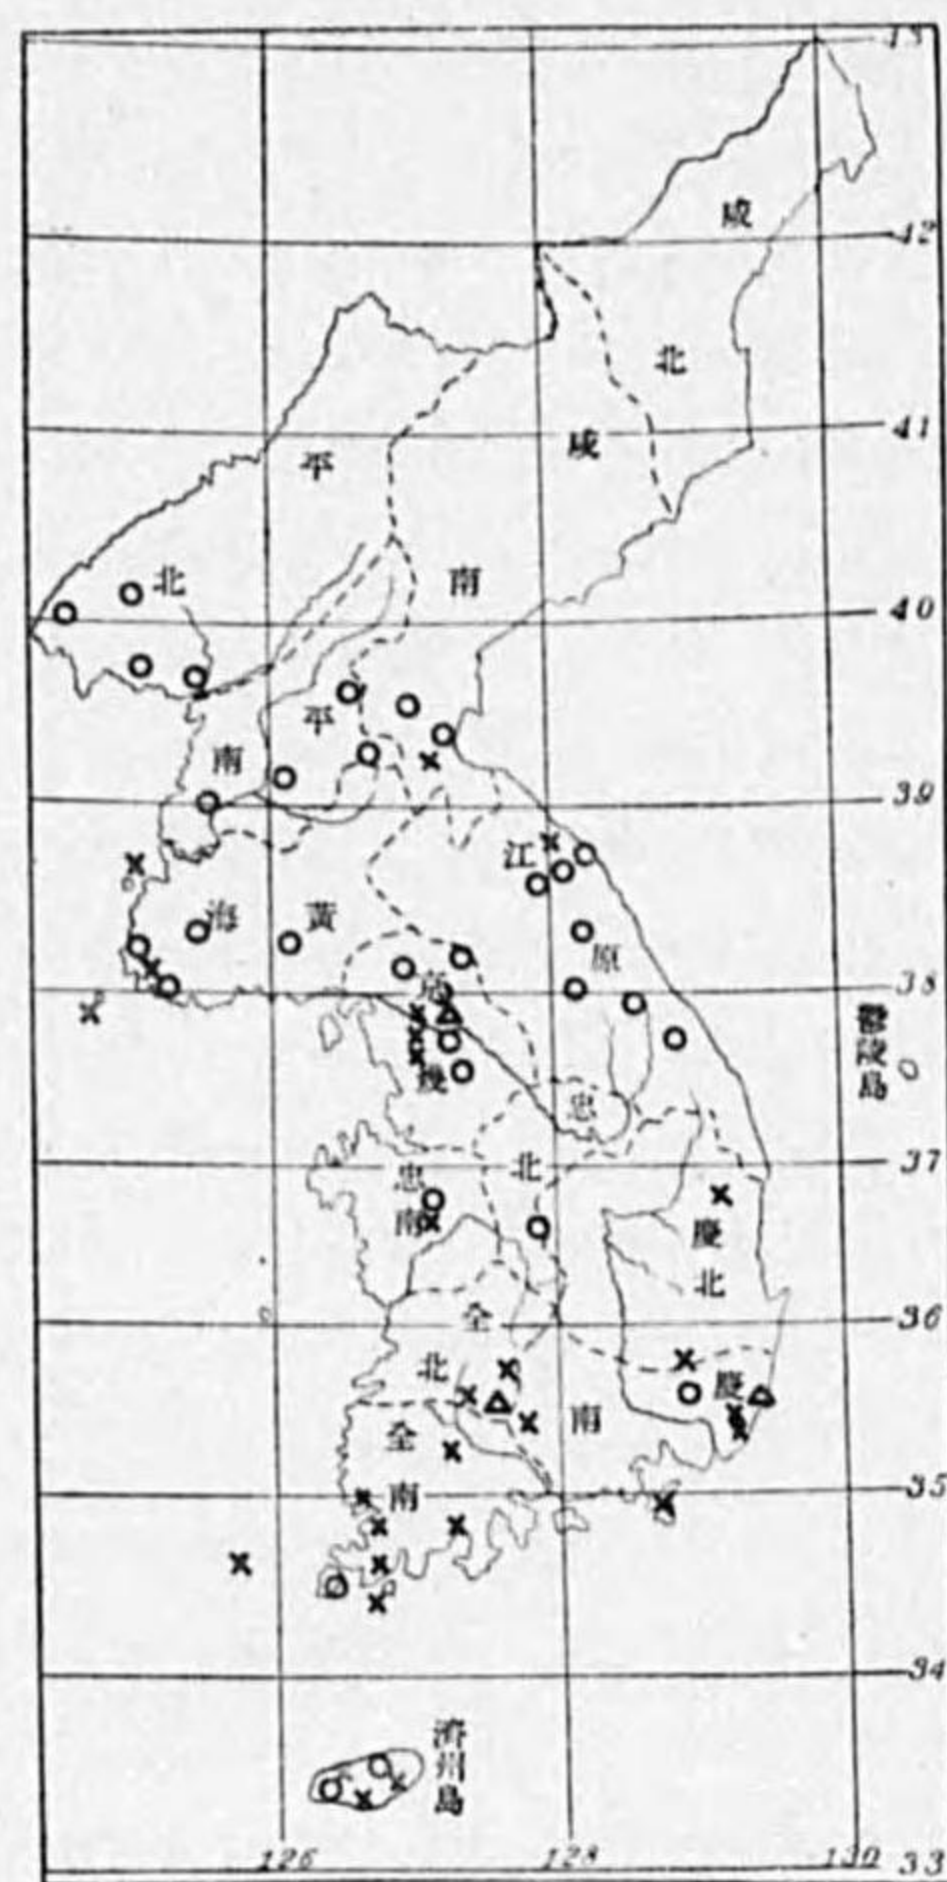 43
咸
42
北
41
咸
平
北
南
40
平
南
39
江
海
黃
原
38
京
畿
鬱陵島
忠
37
北
忠
南
慶
北
36
全
北
慶
南
全
南
35
34
濟州島
126
128
130
33